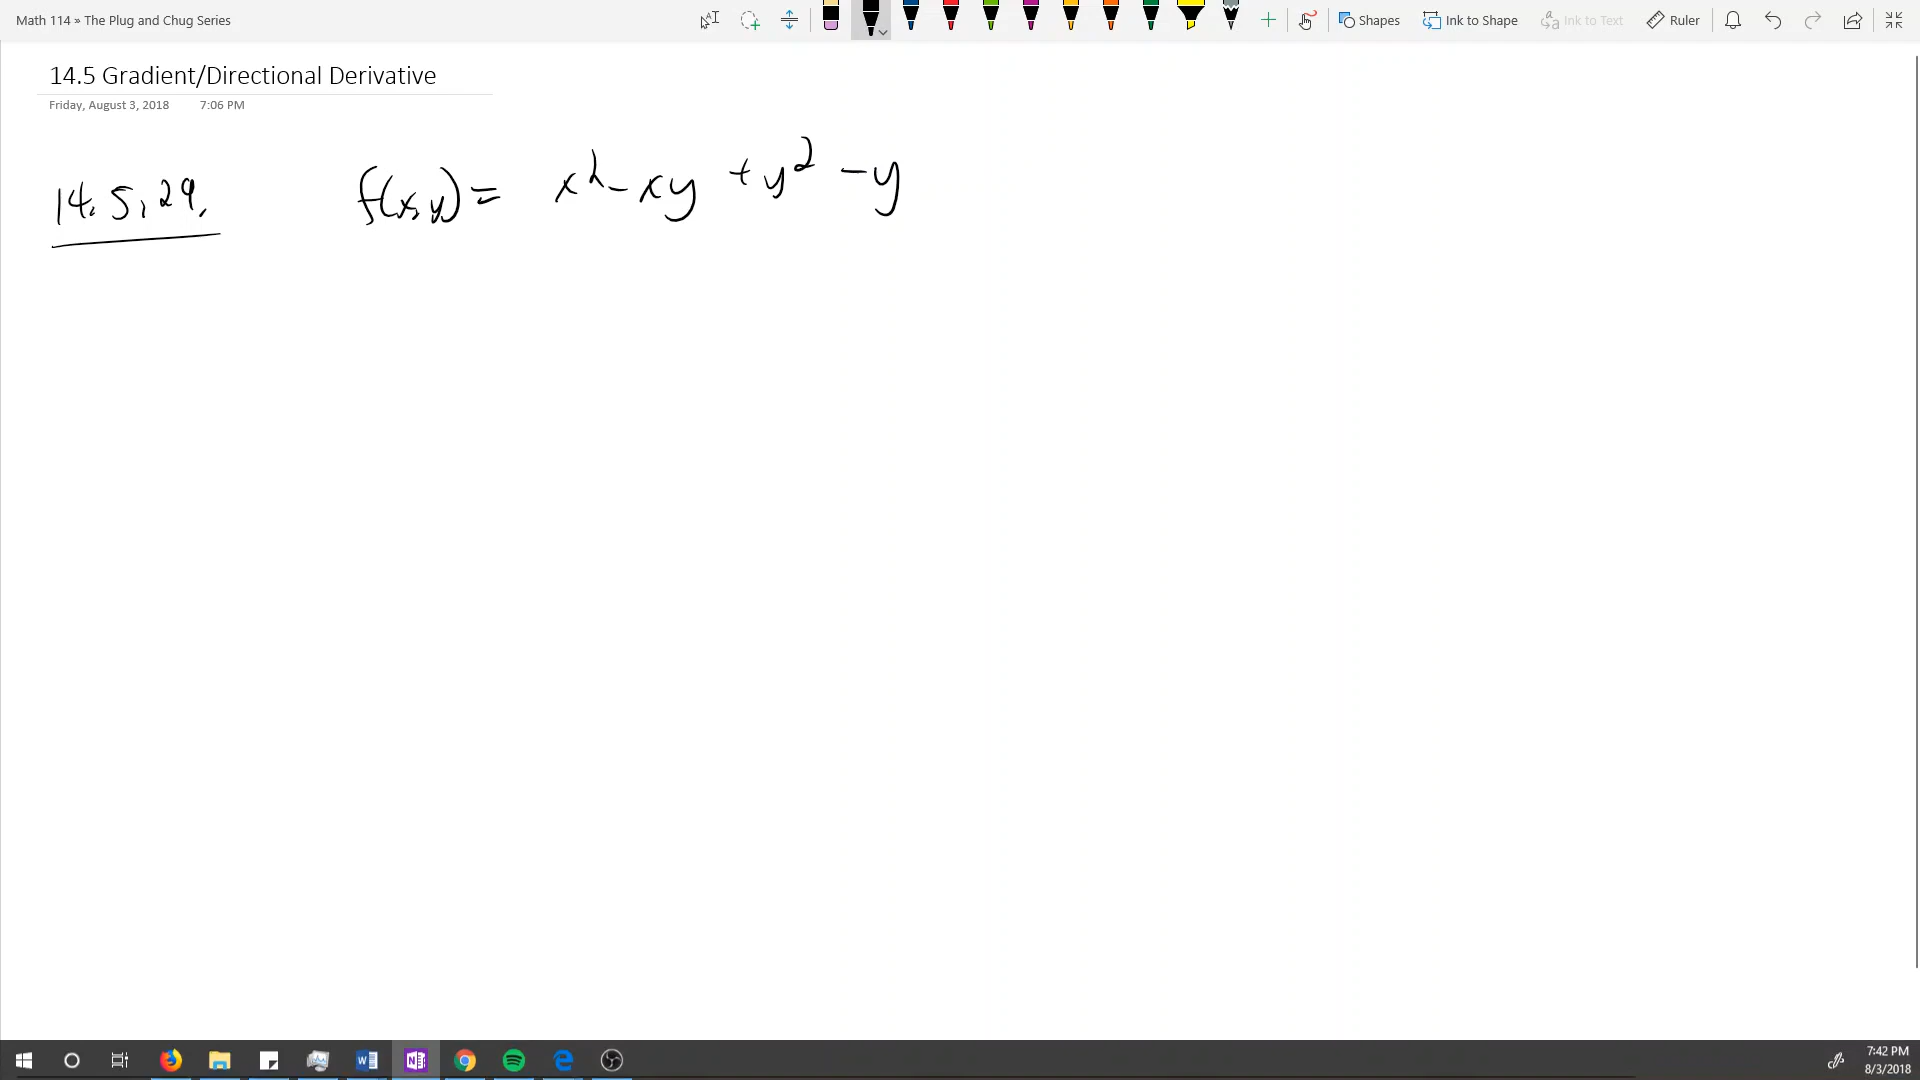 Math 114 » The Plug and Chug Series
Shapes
Ink to Shape
Ink to Text
Ruler
14.5 Gradient/Directional Derivative
Friday, August 3, 2018 7:06 PM
14.5.29. f(x,y) = x² - xy + y² - y
7:42 PM
8/3/2018